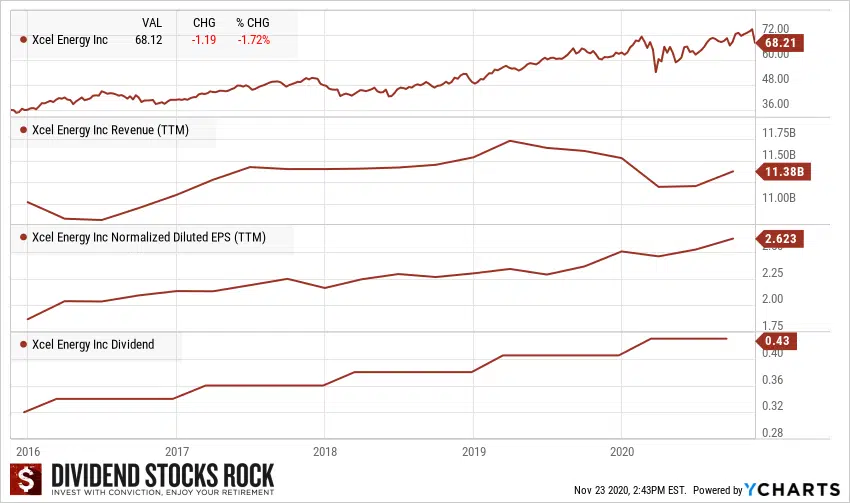 VAL CHG % CHG
Xcel Energy Inc 68.12 -1.19 -1.72%
72.00
68.21
60.00
48.00
36.00
Xcel Energy Inc Revenue (TTM)
11.75B
11.50B
11.38B
11.00B
Xcel Energy Inc Normalized Diluted EPS (TTM)
2.623
2.25
2.00
1.75
Xcel Energy Inc Dividend
0.43
0.40
0.36
0.32
0.28
2016 2017 2018 2019 2020
$ DIVIDEND STOCKS ROCK
INVEST WITH CONVICTION, ENJOY YOUR RETIREMENT
Nov 23 2020, 2:43PM EST. Powered by YCHARTS